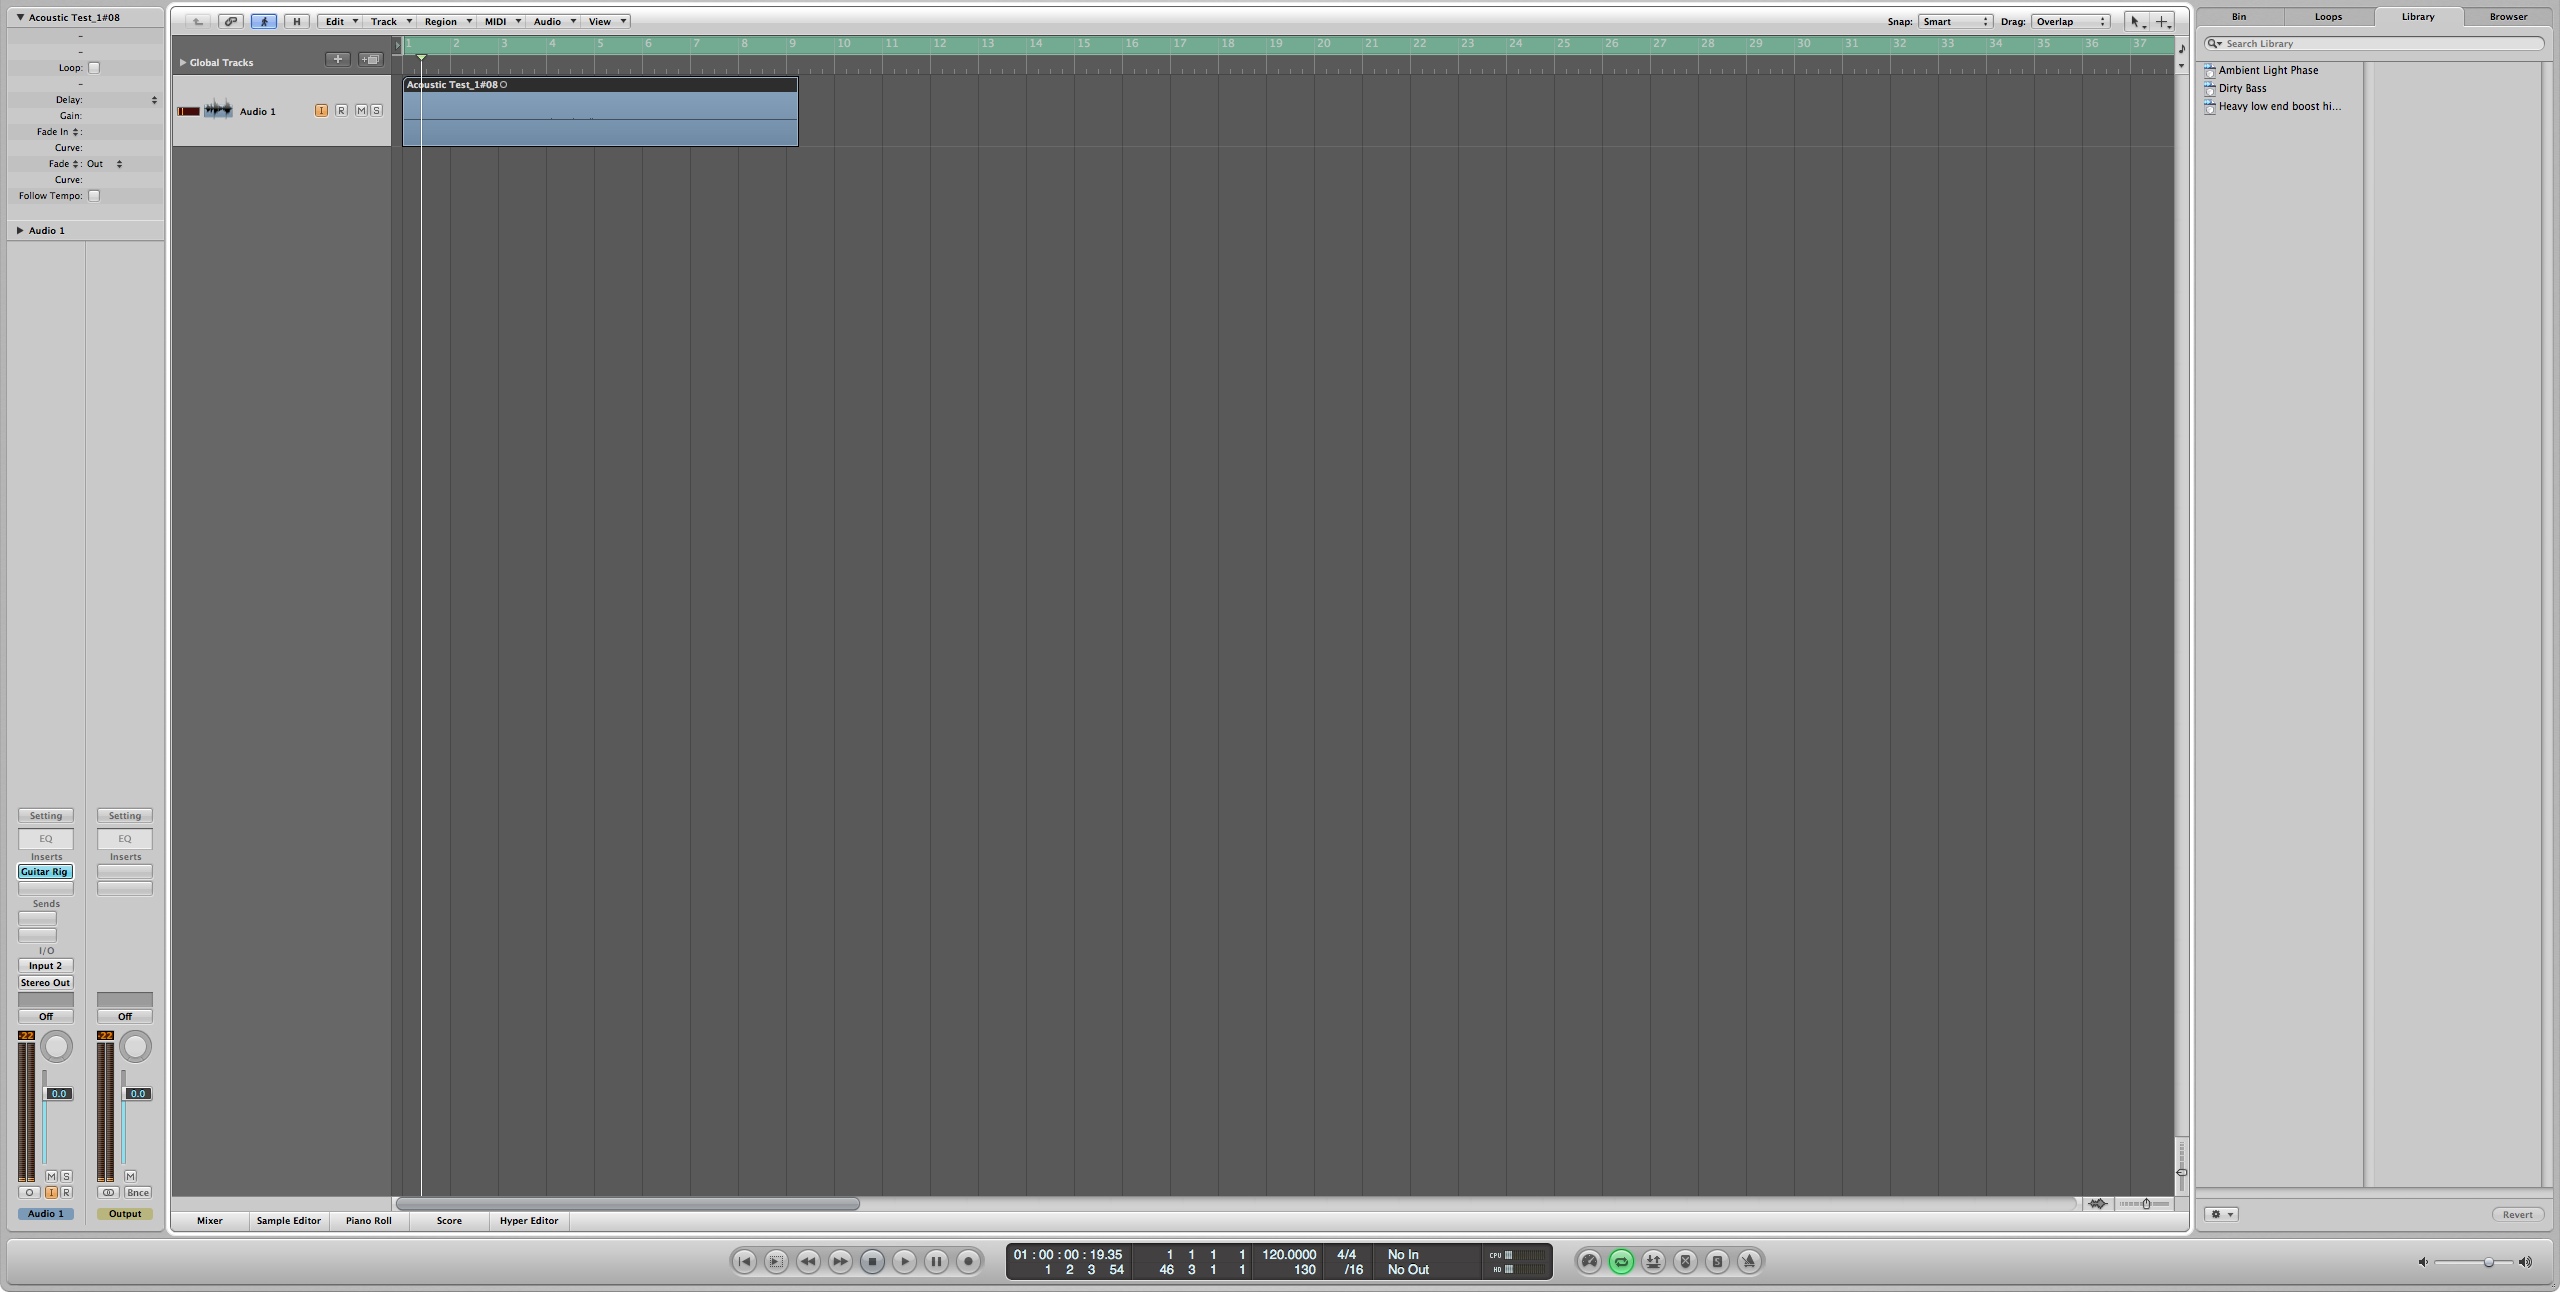 Acoustic Test_1#08
-
-
Loop:
-
Delay:
Gain:
Fade In :
Curve:
Fade : Out
Curve:
Follow Tempo:
Audio 1
Setting Setting
EQ EQ
Inserts Inserts
Guitar Rig
Sends
I/O
Input 2
Stereo Out
Off Off
-22 -22
0.0 0.0
M S M
I R Bnce
Audio 1 Output
H Edit Track Region MIDI Audio View Snap: Smart Drag: Overlap
1 2 3 4 5 6 7 8 9 10 11 12 13 14 15 16 17 18 19 20 21 22 23 24 25 26 27 28 29 30 31 32 33 34 35 36 37
Global Tracks
Acoustic Test_1#08
Audio 1 I R M S
Mixer Sample Editor Piano Roll Score Hyper Editor
Bin Loops Library Browser
Search Library
Ambient Light Phase
Dirty Bass
Heavy low end boost hi...
Revert
01 : 00 : 00 : 19.35 1 1 1 1 120.0000 4/4 No In CPU
1 2 3 54 46 3 1 1 130 /16 No Out HD
S